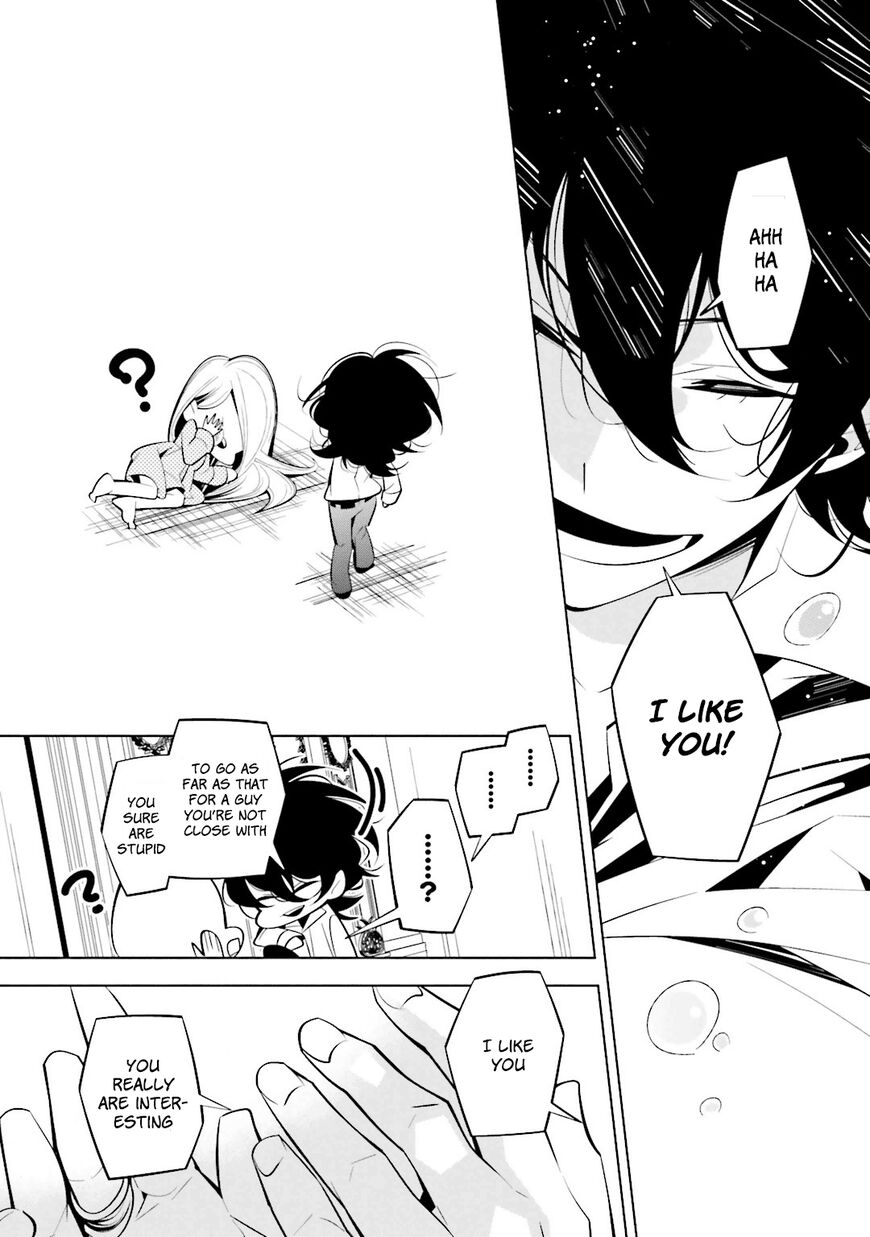 AHH
HA
HA
I LIKE
YOU!
?
………
………?
TO GO AS
FAR AS THAT
FOR A GUY
YOU'RE NOT
CLOSE WITH
YOU
SURE ARE
STUPID
?
I LIKE
YOU
YOU
REALLY
ARE INTER-
ESTING